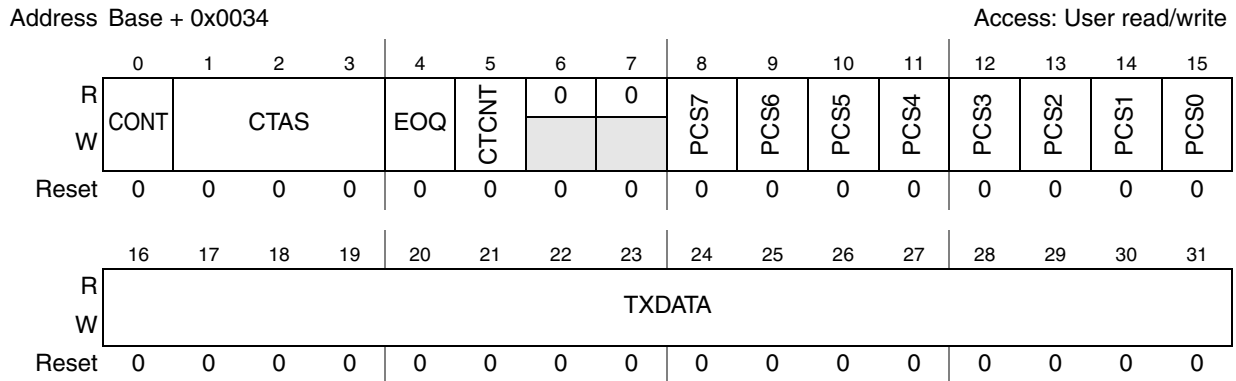 Address Base + 0x0034 Access: User read/write
0 1 2 3 4 5 6 7 8 9 10 11 12 13 14 15
R 0 0
CONT CTAS EOQ CTCNT PCS7 PCS6 PCS5 PCS4 PCS3 PCS2 PCS1 PCS0
W
Reset 0 0 0 0 0 0 0 0 0 0 0 0 0 0 0 0
16 17 18 19 20 21 22 23 24 25 26 27 28 29 30 31
R
TXDATA
W
Reset 0 0 0 0 0 0 0 0 0 0 0 0 0 0 0 0